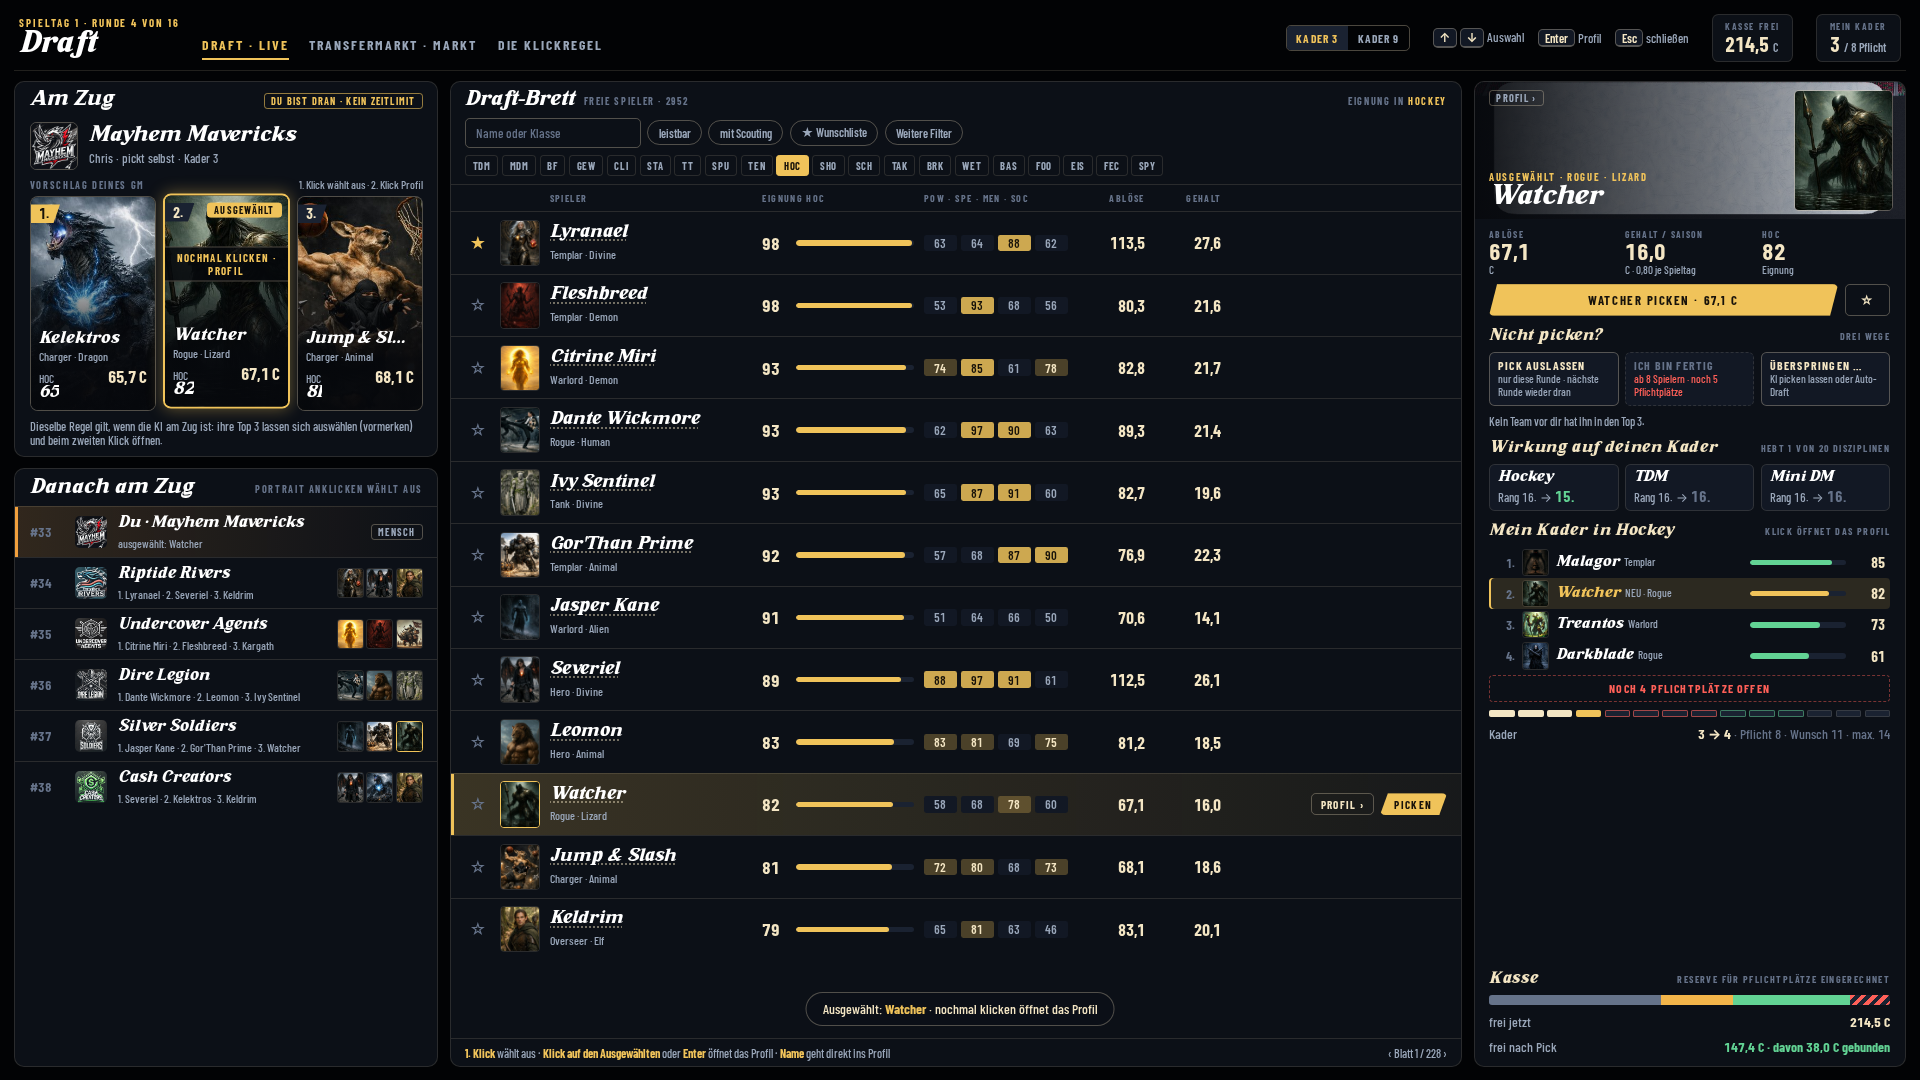 SPIELTAG 1 · RUNDE 4 VON 16
Draft
DRAFT · LIVE
TRANSFERMARKT · MARKT
DIE KLICKREGEL
KADER 3
KADER 9
↑ ↓ Auswahl
Enter Profil
Esc schließen
KASSE FREI
214,5 C
MEIN KADER
3 / 8 Pflicht
Am Zug
DU BIST DRAN · KEIN ZEITLIMIT
MAYHEM
Mayhem Mavericks
Chris · pickt selbst · Kader 3
VORSCHLAG DEINES GM
1. Klick wählt aus · 2. Klick Profil
1.
Kelektros
Charger · Dragon
HOC
65
65,7 C
2.
AUSGEWÄHLT
NOCHMAL KLICKEN ·
PROFIL
Watcher
Rogue · Lizard
HOC
82
67,1 C
3.
Jump & Sl...
Charger · Animal
HOC
81
68,1 C
Dieselbe Regel gilt, wenn die KI am Zug ist: ihre Top 3 lassen sich auswählen (vormerken)
und beim zweiten Klick öffnen.
Danach am Zug
PORTRAIT ANKLICKEN WÄHLT AUS
#33
MAYHEM
Du · Mayhem Mavericks
ausgewählt: Watcher
MENSCH
#34
RIVERS
Riptide Rivers
1. Lyranael · 2. Severiel · 3. Keldrim
#35
UNDERCOVER
AGENTS
Undercover Agents
1. Citrine Miri · 2. Fleshbreed · 3. Kargath
#36
DIRE LEGION
Dire Legion
1. Dante Wickmore · 2. Leomon · 3. Ivy Sentinel
#37
SOLDIERS
Silver Soldiers
1. Jasper Kane · 2. Gor'Than Prime · 3. Watcher
#38
CASH
CREATORS
Cash Creators
1. Severiel · 2. Kelektros · 3. Keldrim
Draft-Brett FREIE SPIELER · 2952
EIGNUNG IN HOCKEY
Name oder Klasse
leistbar
mit Scouting
★ Wunschliste
Weitere Filter
TDM MDM BF GEW CLI STA TT SPU TEN HOC SHO SCH TAK BRK WET BAS FOO EIS FEC SPY
SPIELER EIGNUNG HOC POW · SPE · MEN · SOC ABLÖSE GEHALT
★ Lyranael
Templar · Divine
98 63 64 88 62 113,5 27,6
☆ Fleshbreed
Templar · Demon
98 53 93 68 56 80,3 21,6
☆ Citrine Miri
Warlord · Demon
93 74 85 61 78 82,8 21,7
☆ Dante Wickmore
Rogue · Human
93 62 97 90 63 89,3 21,4
☆ Ivy Sentinel
Tank · Divine
93 65 87 91 60 82,7 19,6
☆ Gor'Than Prime
Templar · Animal
92 57 68 87 90 76,9 22,3
☆ Jasper Kane
Warlord · Alien
91 51 64 66 50 70,6 14,1
☆ Severiel
Hero · Divine
89 88 97 91 61 112,5 26,1
☆ Leomon
Hero · Animal
83 83 81 69 75 81,2 18,5
☆ Watcher
Rogue · Lizard
82 58 68 78 60 67,1 16,0
PROFIL ›
PICKEN
☆ Jump & Slash
Charger · Animal
81 72 80 68 73 68,1 18,6
☆ Keldrim
Overseer · Elf
79 65 81 63 46 83,1 20,1
Ausgewählt: Watcher · nochmal klicken öffnet das Profil
1. Klick wählt aus · Klick auf den Ausgewählten oder Enter öffnet das Profil · Name geht direkt ins Profil
‹ Blatt 1 / 228 ›
PROFIL ›
AUSGEWÄHLT · ROGUE · LIZARD
Watcher
ABLÖSE
67,1
C
GEHALT / SAISON
16,0
C · 0,80 je Spieltag
HOC
82
Eignung
WATCHER PICKEN · 67,1 C
☆
Nicht picken?
DREI WEGE
PICK AUSLASSEN
nur diese Runde · nächste
Runde wieder dran
ICH BIN FERTIG
ab 8 Spielern · noch 5
Pflichtplätze
ÜBERSPRINGEN ...
KI picken lassen oder Auto-
Draft
Kein Team vor dir hat ihn in den Top 3.
Wirkung auf deinen Kader
HEBT 1 VON 20 DISZIPLINEN
Hockey
Rang 16. → 15.
TDM
Rang 16. → 16.
Mini DM
Rang 16. → 16.
Mein Kader in Hockey
KLICK ÖFFNET DAS PROFIL
1. Malagor Templar 85
2. Watcher NEU · Rogue 82
3. Treantos Warlord 73
4. Darkblade Rogue 61
NOCH 4 PFLICHTPLÄTZE OFFEN
Kader
3 → 4 · Pflicht 8 · Wunsch 11 · max. 14
Kasse
RESERVE FÜR PFLICHTPLÄTZE EINGERECHNET
frei jetzt
214,5 C
frei nach Pick
147,4 C · davon 38,0 C gebunden